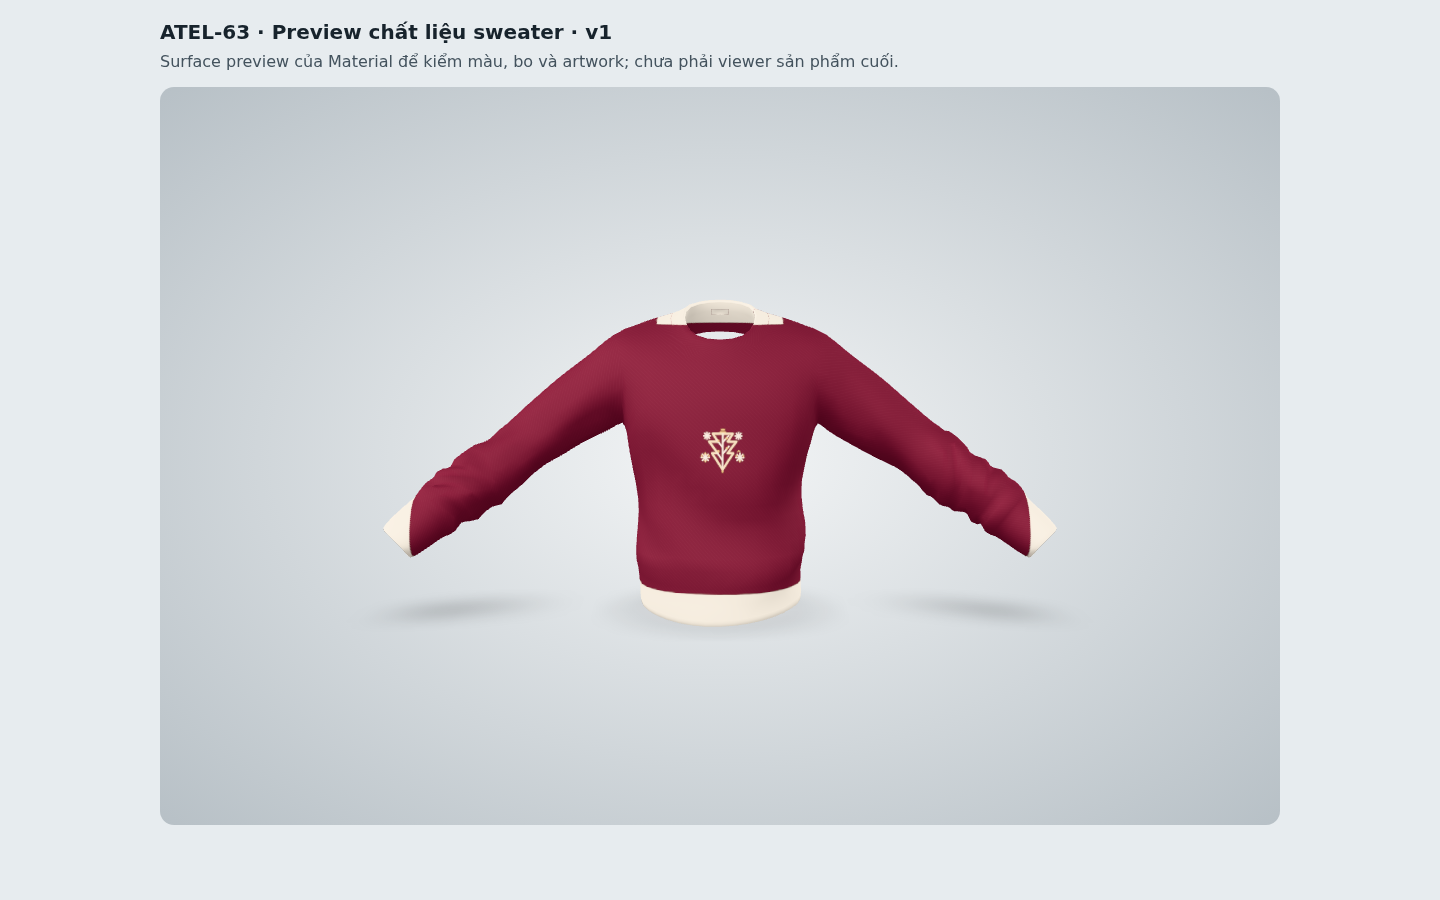 ATEL-63 · Preview chất liệu sweater · v1
Surface preview của Material để kiểm màu, bo và artwork; chưa phải viewer sản phẩm cuối.